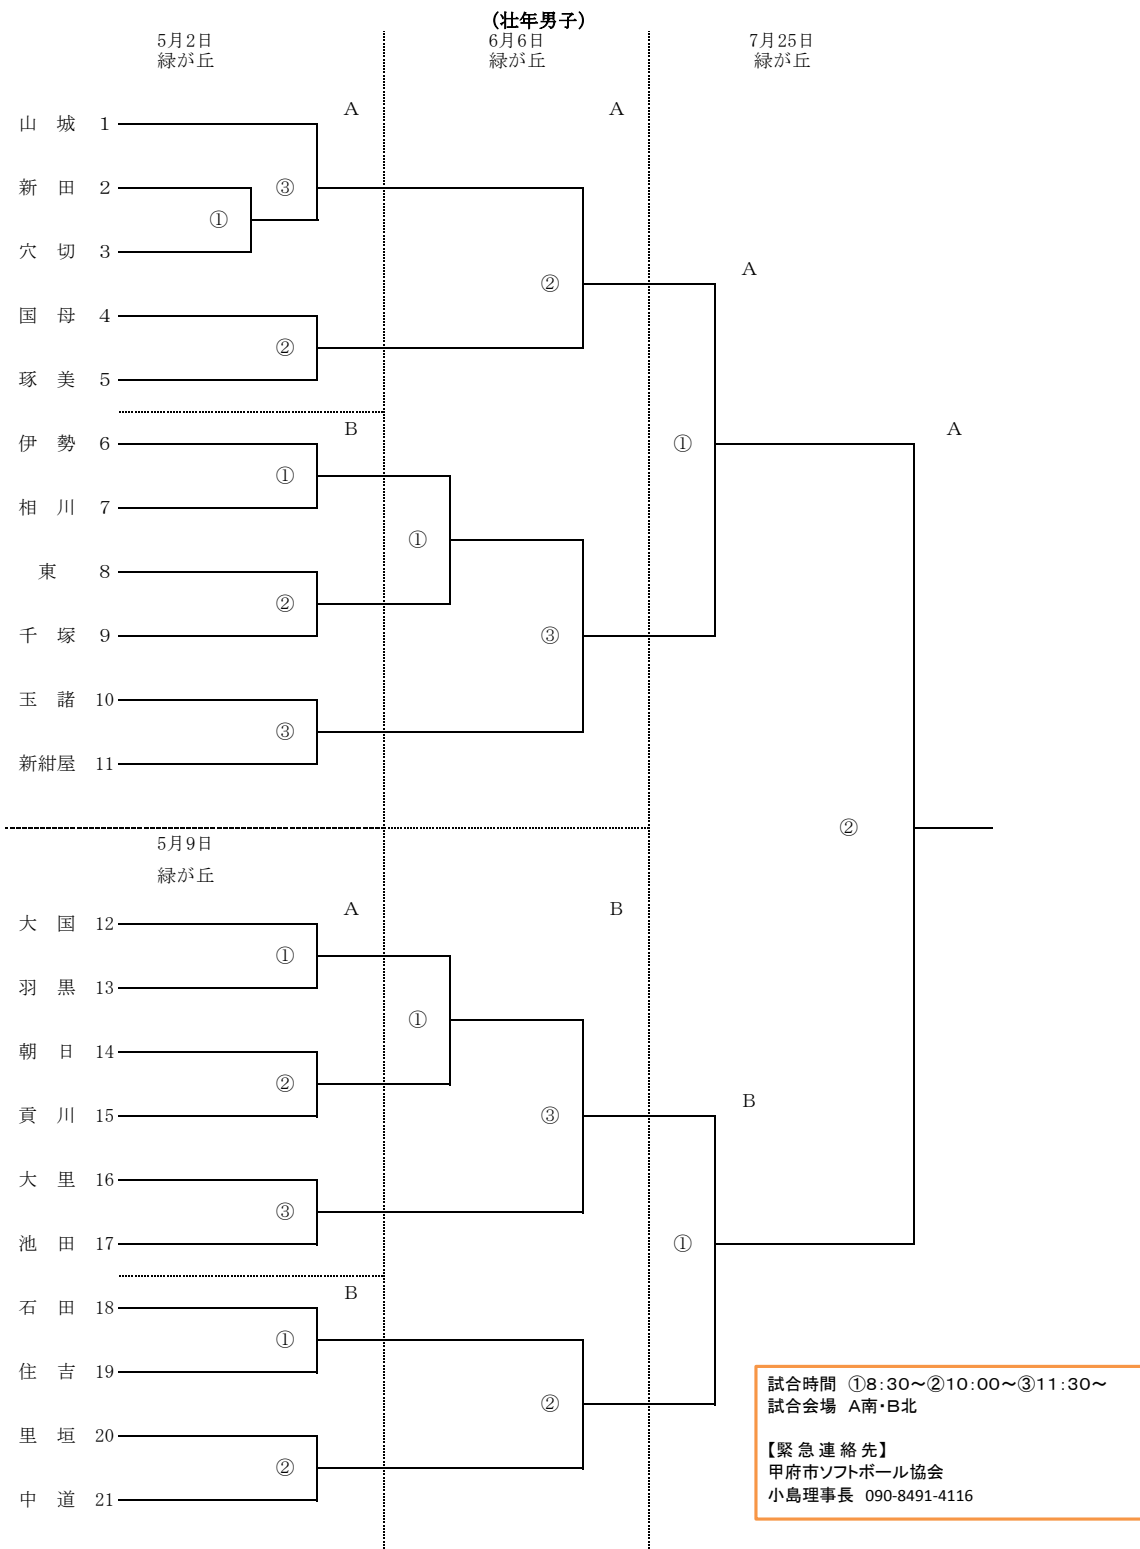 (壮年男子)
5月2日 6月6日 7月25日
緑が丘 緑が丘 緑が丘
A A
山 城 1
新 田 2 ③
①
穴 切 3
A
②
国 母 4
②
琢 美 5
B A
伊 勢 6 ①
①
相 川 7
①
東 8
②
千 塚 9 ③
玉 諸 10
③
新紺屋 11
②
5月9日
緑が丘
A B
大 国 12
①
羽 黒 13
①
朝 日 14
②
B
貢 川 15 ③
大 里 16
③
池 田 17 ①
B
石 田 18
①
住 吉 19
②
里 垣 20
②
中 道 21
試合時間 ①8:30～②10:00～③11:30～
試合会場 A南・B北
【緊 急 連 絡 先】
甲府市ソフトボール協会
小島理事長 090-8491-4116